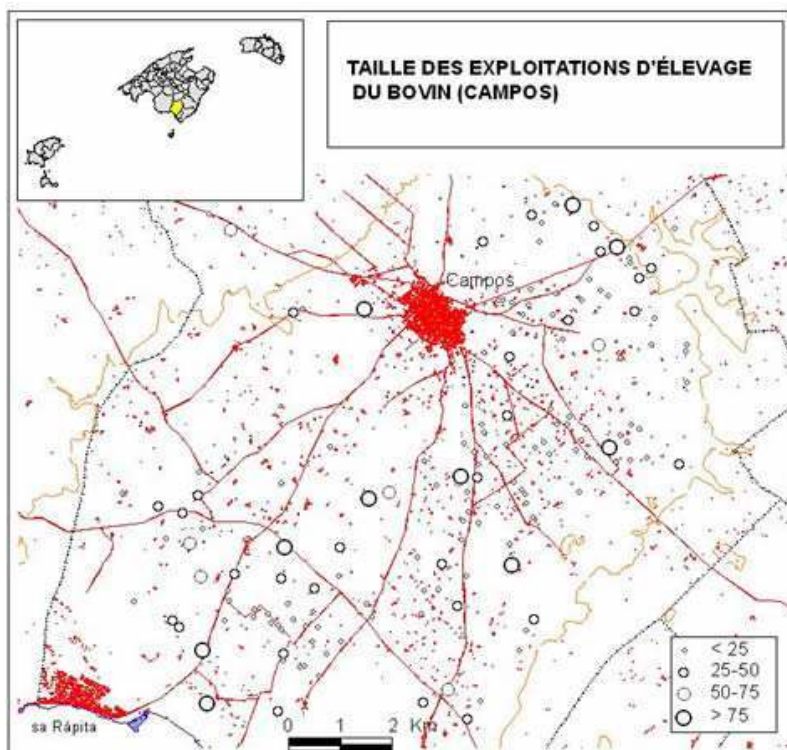 TAILLE DES EXPLOITATIONS D'ÉLEVAGE
DU BOVIN (CAMPOS)
Campos
< 25
25-50
50-75
> 75
sa Ràpita
0 1 2 Km